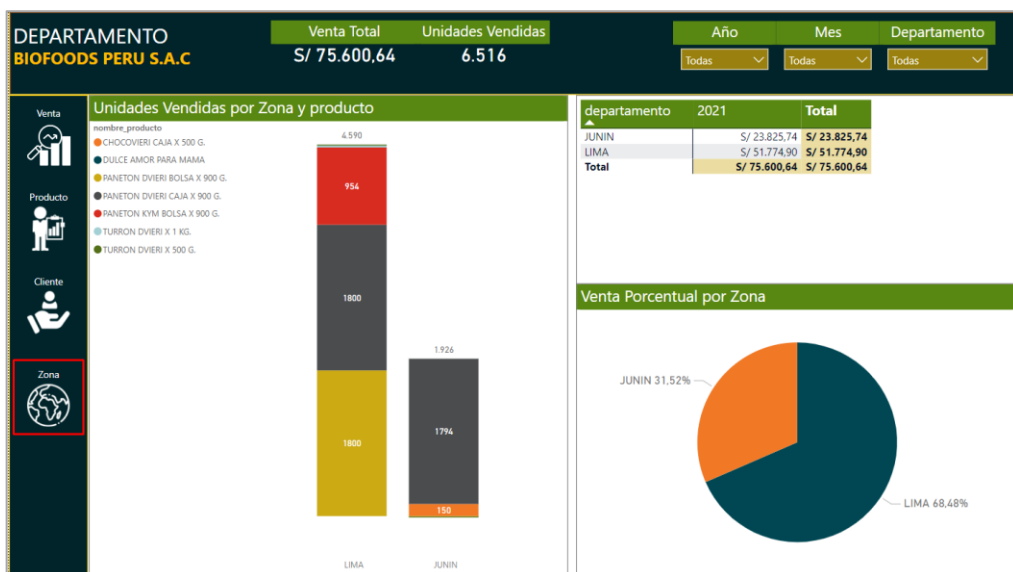 DEPARTAMENTO
BIOFOODS PERU S.A.C
Venta Total Unidades Vendidas
S/ 75.600,64 6.516
Año Mes Departamento
Todas Todas Todas
Venta
Producto
Cliente
Zona
Unidades Vendidas por Zona y producto
nombre_producto
CHOCOVIERI CAJA X 500 G.
DULCE AMOR PARA MAMA
PANETON DVIERI BOLSA X 900 G.
PANETON DVIERI CAJA X 900 G.
PANETON KYM BOLSA X 900 G.
TURRON DVIERI X 1 KG.
TURRON DVIERI X 500 G.
4.590
954
1800
1800
1.926
1794
150
LIMA JUNIN
departamento 2021 Total
JUNIN S/ 23.825,74 S/ 23.825,74
LIMA S/ 51.774,90 S/ 51.774,90
Total S/ 75.600,64 S/ 75.600,64
Venta Porcentual por Zona
JUNIN 31,52%
LIMA 68,48%